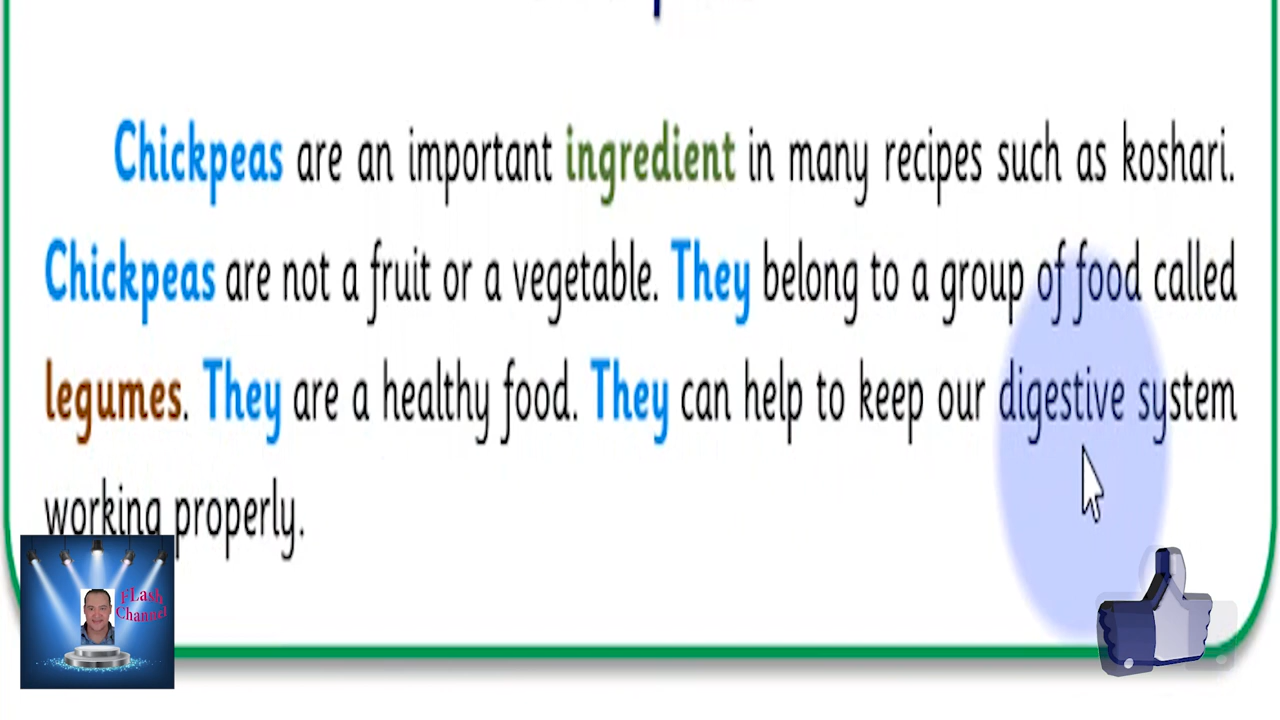 Chickpeas are an important ingredient in many recipes such as koshari.
Chickpeas are not a fruit or a vegetable. They belong to a group of food called
legumes. They are a healthy food. They can help to keep our digestive system
working properly.
FLash
Channel